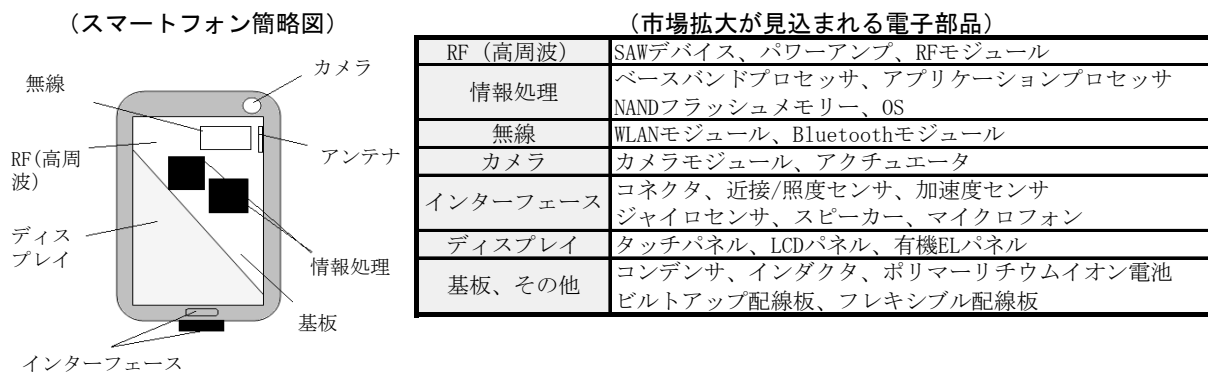 (スマートフォン簡略図)
カメラ
無線
アンテナ
RF(高周
波)
ディス
プレイ
情報処理
基板
インターフェース
(市場拡大が見込まれる電子部品)
RF (高周波) SAWデバイス、パワーアンプ、RFモジュール
情報処理 ベースバンドプロセッサ、アプリケーションプロセッサ
NANDフラッシュメモリー、OS
無線 WLANモジュール、Bluetoothモジュール
カメラ カメラモジュール、アクチュエータ
インターフェース コネクタ、近接/照度センサ、加速度センサ
ジャイロセンサ、スピーカー、マイクロフォン
ディスプレイ タッチパネル、LCDパネル、有機ELパネル
基板、その他 コンデンサ、インダクタ、ポリマーリチウムイオン電池
ビルトアップ配線板、フレキシブル配線板